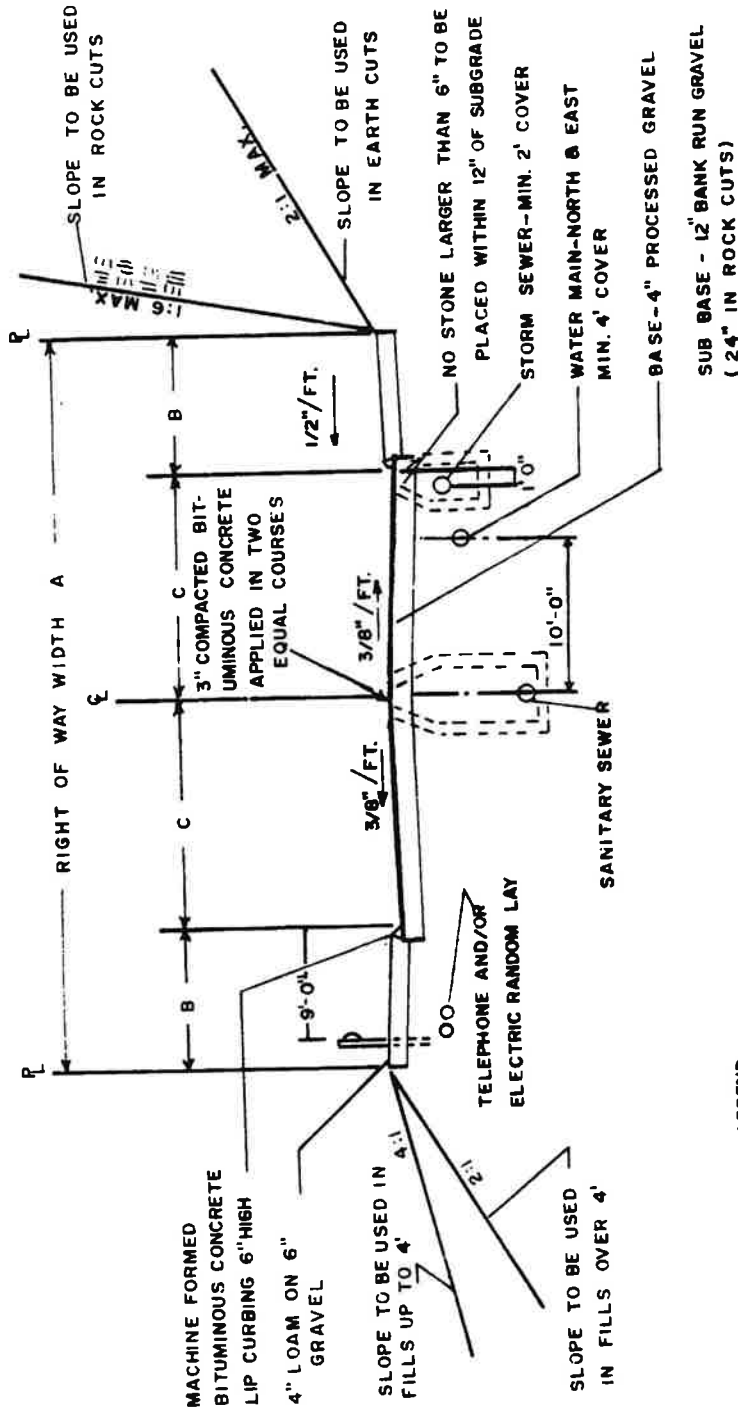 SLOPE TO BE USED
IN ROCK CUTS
1:6 MAX.
2:1 MAX.
SLOPE TO BE USED
IN EARTH CUTS
PL
RIGHT OF WAY WIDTH A
PL
B
C
C
B
CL
1/2"/FT.
3" COMPACTED BIT-
UMINOUS CONCRETE
APPLIED IN TWO
EQUAL COURSES
3/8"/FT.
3/8"/FT.
NO STONE LARGER THAN 6" TO BE
PLACED WITHIN 12" OF SUBGRADE
STORM SEWER-MIN. 2' COVER
WATER MAIN-NORTH & EAST
MIN. 4' COVER
BASE-4" PROCESSED GRAVEL
SUB BASE - 12" BANK RUN GRAVEL
(24" IN ROCK CUTS)
10'-0"
SANITARY SEWER
9'-0"
TELEPHONE AND/OR
ELECTRIC RANDOM LAY
MACHINE FORMED
BITUMINOUS CONCRETE
LIP CURBING 6" HIGH
4" LOAM ON 6"
GRAVEL
SLOPE TO BE USED IN
FILLS UP TO 4'
4:1
2:1
SLOPE TO BE USED
IN FILLS OVER 4'